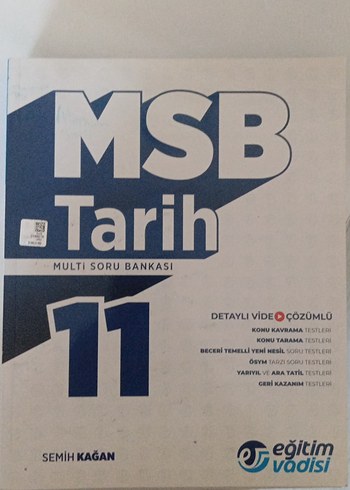 MSB
Tarih
MULTİ SORU BANKASI
11
DETAYLI VİDEO ÇÖZÜMLÜ
KONU KAVRAMA TESTLERİ
KONU TARAMA TESTLERİ
BECERİ TEMELLİ YENİ NESİL SORU TESTLERİ
ÖSYM TARZI SORU TESTLERİ
YARIYIL VE ARA TATİL TESTLERİ
GERİ KAZANIM TESTLERİ
SEMİH KAĞAN
eğitim
vadisi